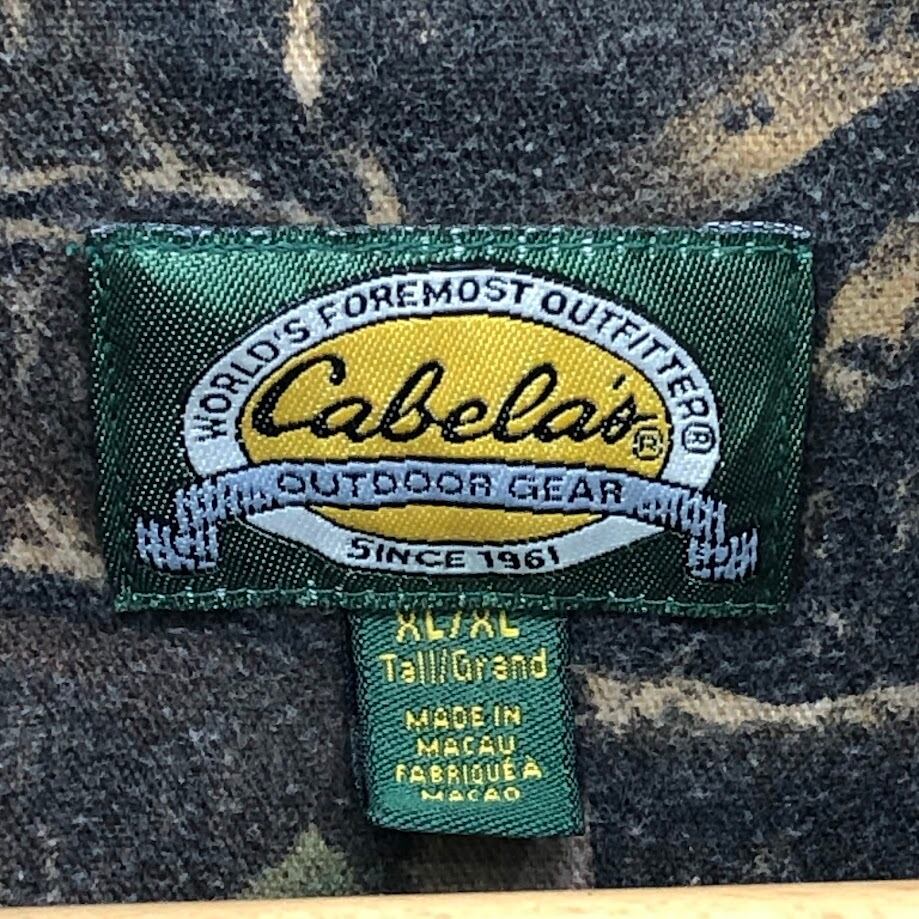 WORLD'S FOREMOST OUTFITTER®
Cabela's®
OUTDOOR GEAR
SINCE 1961
XL/XL
Tall/Grand
MADE IN
MACAU
FABRIQUÉ À
MACAO